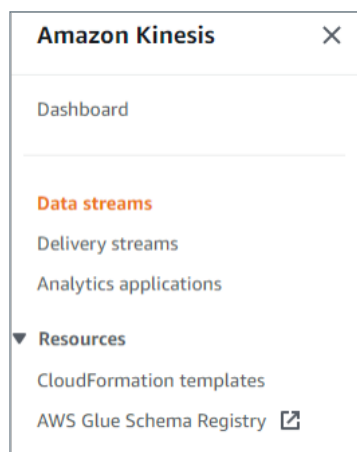 Amazon Kinesis
Dashboard
Data streams
Delivery streams
Analytics applications
Resources
CloudFormation templates
AWS Glue Schema Registry